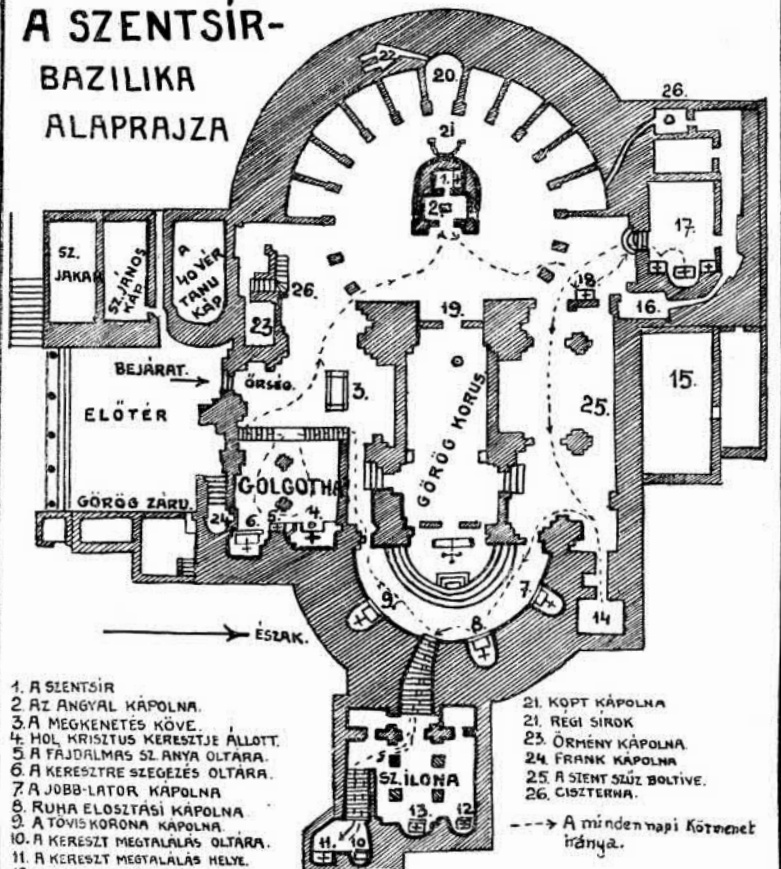 A SZENTSÍR-
BAZILIKA
ALAPRAJZA
22
20.
21
26.
1.
2.
17.
SZ.
JAKAB
SZ. JÁNOS
KÁP
A
40 VÉR
TANU
KÁP.
26.
23
18.
16.
19.
BEJÁRAT.
ŐRSÉG.
3.
15.
ELŐTÉR
25.
GÖRÖG KORUS.
GOLGOTHA
GÖRÖG ZÁRD.
24
6.
5.
4.
9.
7.
8.
14
ÉSZAK.
SZ. ILONA
13.
12.
11.
10
1. A SZENTSÍR
2. AZ ANGYAL KÁPOLNA.
3. A MEGKENETÉS KÖVE.
4. HOL KRISZTUS KERESZTJE ÁLLOTT.
5. A FÁJDALMAS SZ. ANYA OLTÁRA.
6. A KERESZTRE SZEGEZÉS OLTÁRA.
7. A JOBB-LATOR KÁPOLNA
8. RUHA ELOSZTÁSI KÁPOLNA
9. A TÖVISKORONA KÁPOLNA.
10. A KERESZT MEGTALÁLÁS OLTÁRA.
11. A KERESZT MEGTALÁLÁS HELYE.
21. KOPT KÁPOLNA
21. RÉGI SÍROK
23. ÖRMÉNY KÁPOLNA.
24. FRANK KÁPOLNA
25. A SZENT SZŰZ BOLTIVE.
26. CISZTERNA.
A mindennapi Körmenet
iránya.